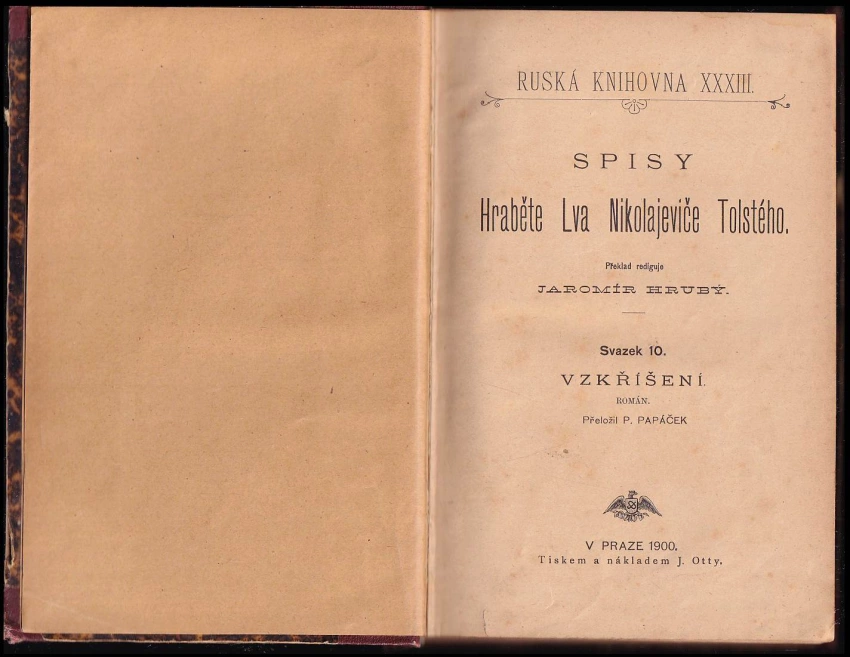 RUSKÁ KNIHOVNA XXXIII.
SPISY
Hraběte Lva Nikolajeviče Tolstého.
Překlad rediguje
JAROMÍR HRUBÝ.
Svazek 10.
VZKŘÍŠENÍ.
ROMÁN.
Přeložil P. PAPÁČEK
V PRAZE 1900.
Tiskem a nákladem J. Otty.